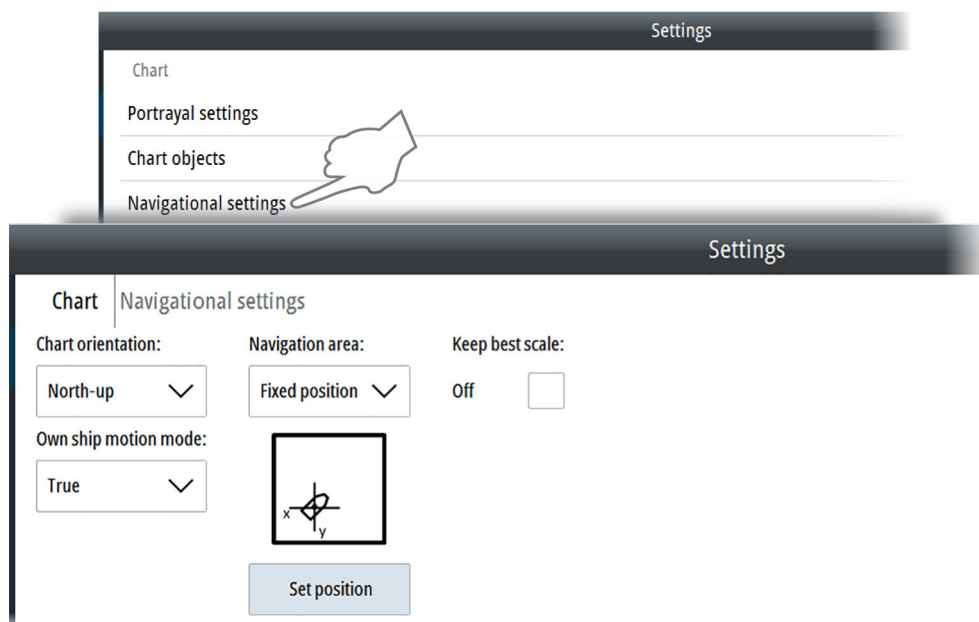 Settings
Chart
Portrayal settings
Chart objects
Navigational settings
Settings
Chart Navigational settings
Chart orientation: Navigation area: Keep best scale:
North-up Fixed position Off
Own ship motion mode:
True
x
y
Set position